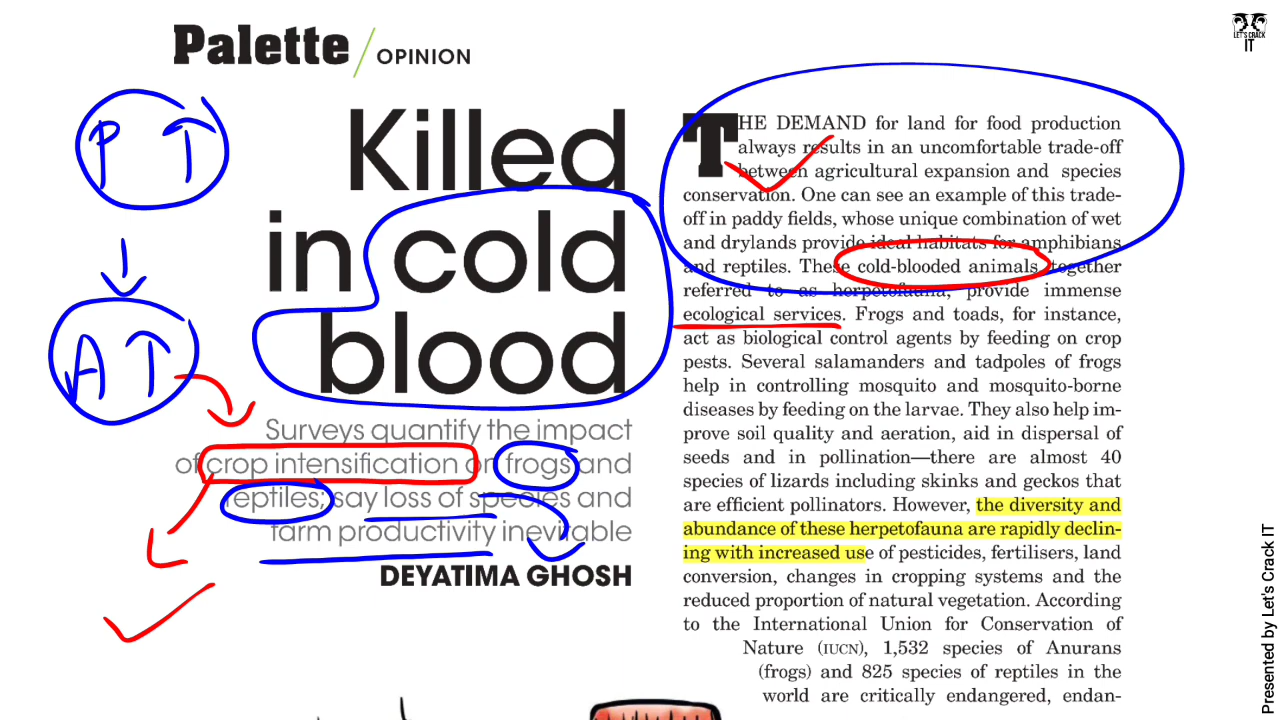 Palette / OPINION
LET'S CRACK
IT
P ↑
↓
A ↑
Killed
in cold
blood
Surveys quantify the impact
of crop intensification on frogs and
reptiles; say loss of species and
farm productivity inevitable
DEYATIMA GHOSH
THE DEMAND for land for food production
always results in an uncomfortable trade-off
between agricultural expansion and species
conservation. One can see an example of this trade-
off in paddy fields, whose unique combination of wet
and drylands provide ideal habitats for amphibians
and reptiles. These cold-blooded animals together
referred to as herpetofauna, provide immense
ecological services. Frogs and toads, for instance,
act as biological control agents by feeding on crop
pests. Several salamanders and tadpoles of frogs
help in controlling mosquito and mosquito-borne
diseases by feeding on the larvae. They also help im-
prove soil quality and aeration, aid in dispersal of
seeds and in pollination—there are almost 40
species of lizards including skinks and geckos that
are efficient pollinators. However, the diversity and
abundance of these herpetofauna are rapidly declin-
ing with increased use of pesticides, fertilisers, land
conversion, changes in cropping systems and the
reduced proportion of natural vegetation. According
to the International Union for Conservation of
Nature (IUCN), 1,532 species of Anurans
(frogs) and 825 species of reptiles in the
world are critically endangered, endan-
Presented by Let's Crack IT